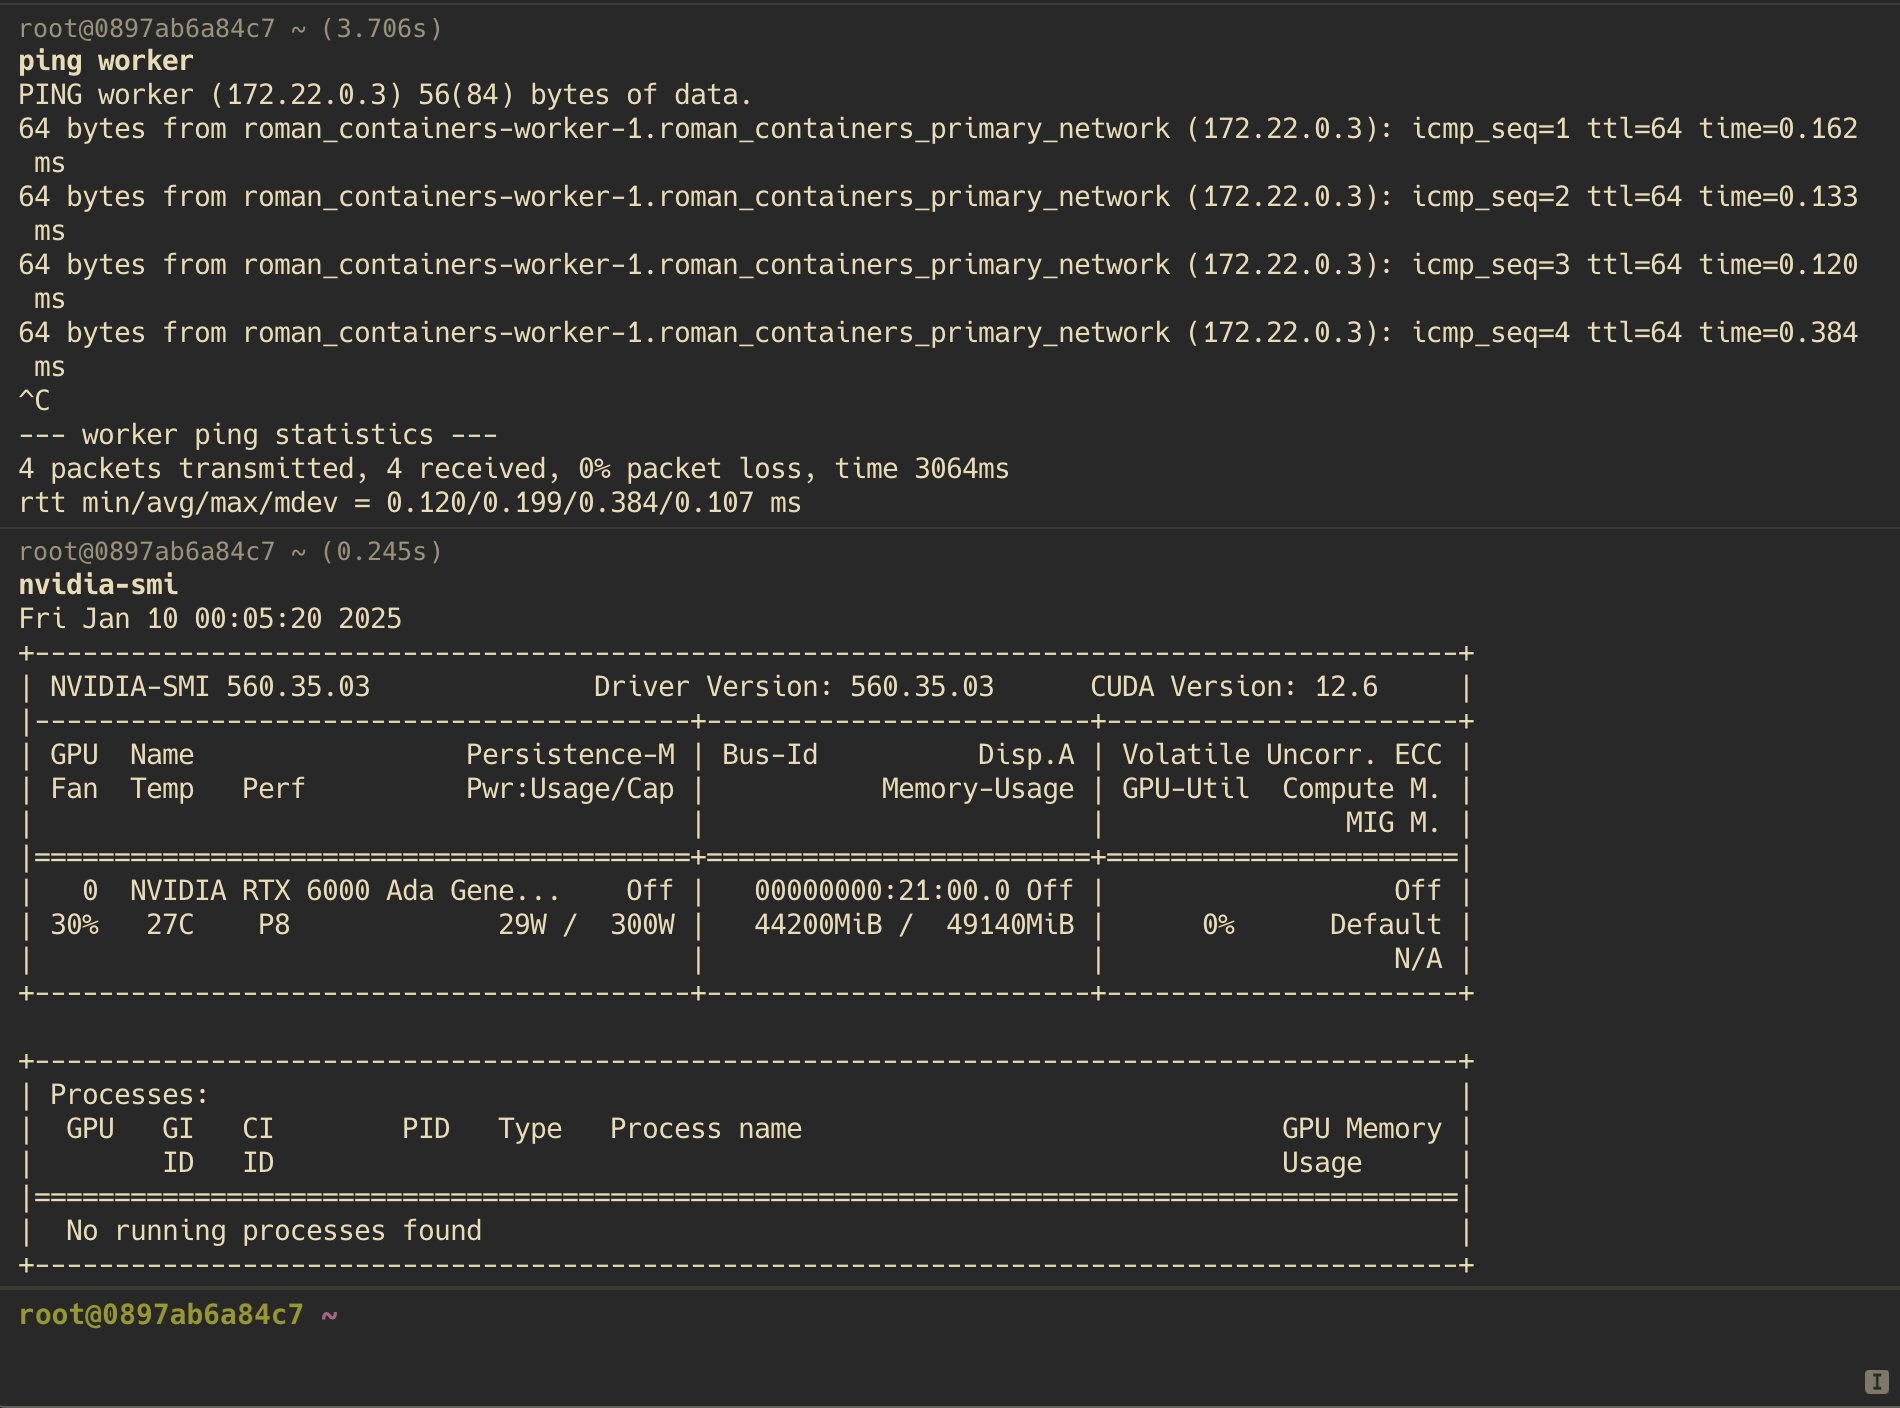 root@0897ab6a84c7 ~ (3.706s)
ping worker
PING worker (172.22.0.3) 56(84) bytes of data.
64 bytes from roman_containers-worker-1.roman_containers_primary_network (172.22.0.3): icmp_seq=1 ttl=64 time=0.162
 ms
64 bytes from roman_containers-worker-1.roman_containers_primary_network (172.22.0.3): icmp_seq=2 ttl=64 time=0.133
 ms
64 bytes from roman_containers-worker-1.roman_containers_primary_network (172.22.0.3): icmp_seq=3 ttl=64 time=0.120
 ms
64 bytes from roman_containers-worker-1.roman_containers_primary_network (172.22.0.3): icmp_seq=4 ttl=64 time=0.384
 ms
^C
--- worker ping statistics ---
4 packets transmitted, 4 received, 0% packet loss, time 3064ms
rtt min/avg/max/mdev = 0.120/0.199/0.384/0.107 ms
root@0897ab6a84c7 ~ (0.245s)
nvidia-smi
Fri Jan 10 00:05:20 2025
+-----------------------------------------------------------------------------------------+
| NVIDIA-SMI 560.35.03              Driver Version: 560.35.03      CUDA Version: 12.6     |
|-----------------------------------------+------------------------+----------------------+
| GPU  Name                 Persistence-M | Bus-Id          Disp.A | Volatile Uncorr. ECC |
| Fan  Temp   Perf          Pwr:Usage/Cap |           Memory-Usage | GPU-Util  Compute M. |
|                                         |                        |               MIG M. |
|=========================================+========================+======================|
|   0  NVIDIA RTX 6000 Ada Gene...    Off |   00000000:21:00.0 Off |                  Off |
| 30%   27C    P8             29W /  300W |   44200MiB /  49140MiB |      0%      Default |
|                                         |                        |                  N/A |
+-----------------------------------------+------------------------+----------------------+

+-----------------------------------------------------------------------------------------+
| Processes:                                                                              |
|  GPU   GI   CI        PID   Type   Process name                              GPU Memory |
|        ID   ID                                                               Usage      |
|=========================================================================================|
|  No running processes found                                                             |
+-----------------------------------------------------------------------------------------+
root@0897ab6a84c7 ~
I